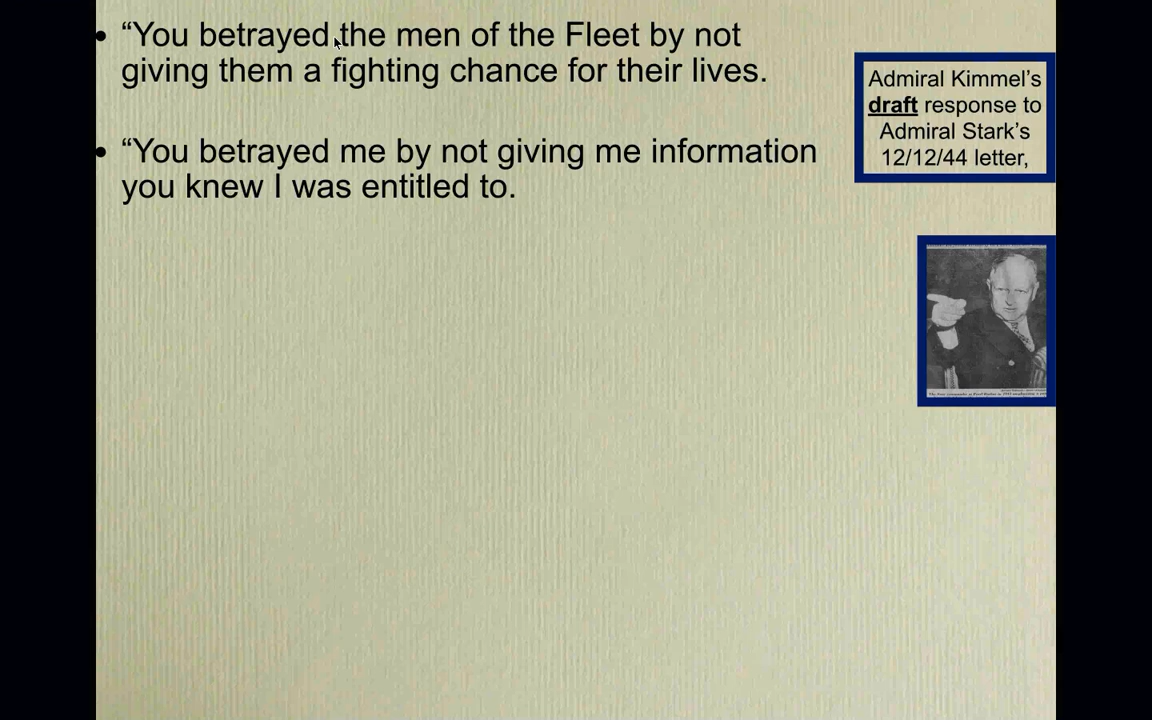 • “You betrayed the men of the Fleet by not
giving them a fighting chance for their lives.
• “You betrayed me by not giving me information
you knew I was entitled to.
Admiral Kimmel’s
draft response to
Admiral Stark’s
12/12/44 letter,